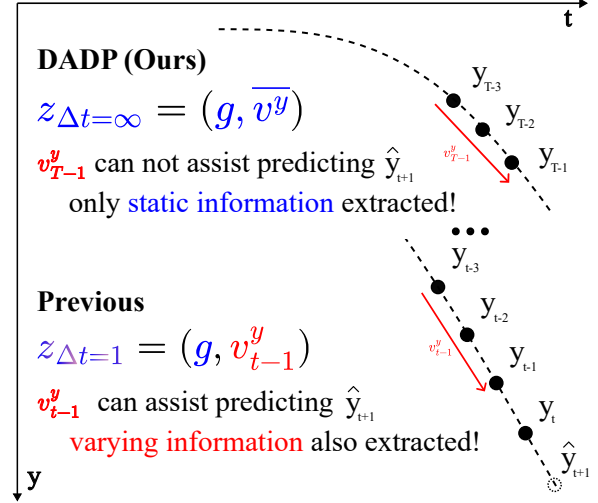 t
DADP (Ours)
z_{Δt=∞} = (g, \overline{v^y})
v^y_{T-1} can not assist predicting ŷ_{t+1}
only static information extracted!
y_{T-3}
y_{T-2}
y_{T-1}
v^y_{T-1}
•••
y_{t-3}
y_{t-2}
y_{t-1}
y_t
ŷ_{t+1}
v^y_{t-1}
Previous
z_{Δt=1} = (g, v^y_{t-1})
v^y_{t-1} can assist predicting ŷ_{t+1}
varying information also extracted!
y